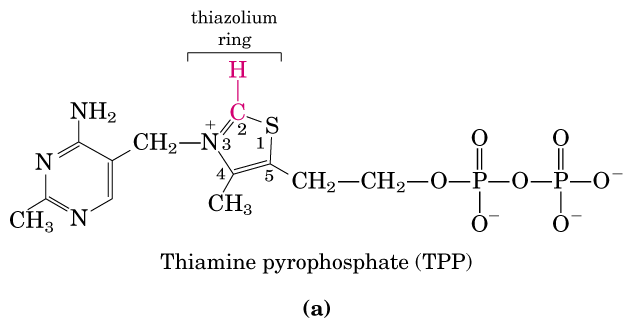 thiazolium
ring
H
NH₂
C
2
S
+
N
3
1
CH₂
N
4
5
CH₃
CH₂
CH₂
O
P
O
P
O⁻
O
O
O⁻
O⁻
CH₃
N
Thiamine pyrophosphate (TPP)
(a)